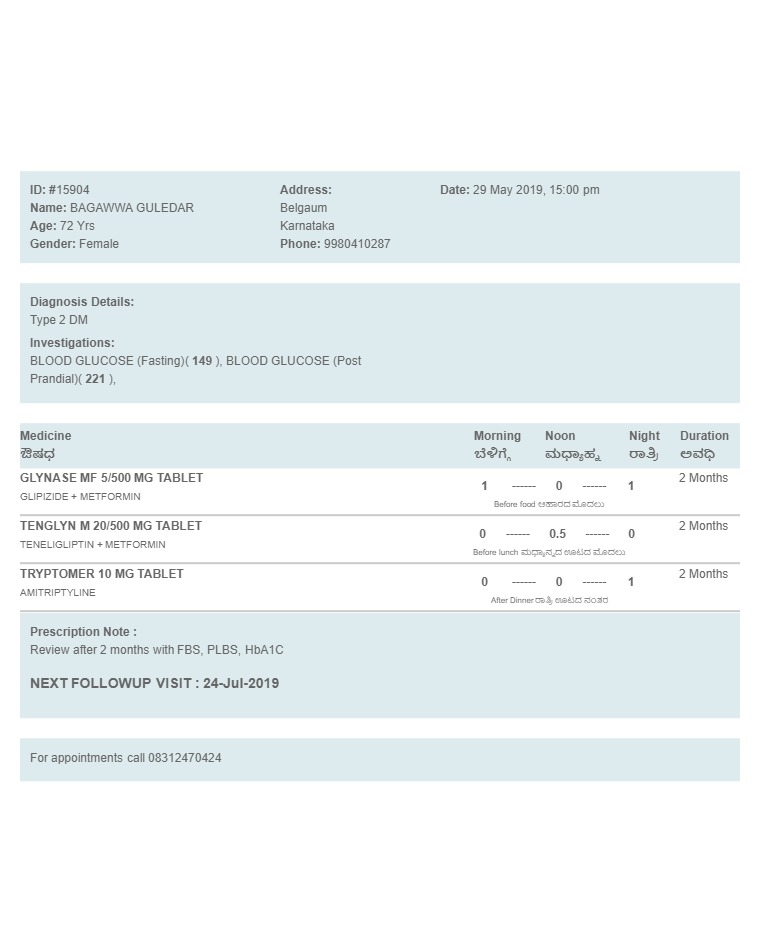 ID: #15904
Name: BAGAWWA GULEDAR
Age: 72 Yrs
Gender: Female
Address:
Belgaum
Karnataka
Phone: 9980410287
Date: 29 May 2019, 15:00 pm
Diagnosis Details:
Type 2 DM
Investigations:
BLOOD GLUCOSE (Fasting)( 149 ), BLOOD GLUCOSE (Post
Prandial)( 221 ),
Medicine Morning Noon Night Duration
ಔಷಧ ಬೆಳಿಗ್ಗೆ ಮಧ್ಯಾಹ್ನ ರಾತ್ರಿ ಅವಧಿ
GLYNASE MF 5/500 MG TABLET 2 Months
GLIPIZIDE + METFORMIN 1 ------ 0 ------ 1
Before food ಆಹಾರದ ಮೊದಲು
TENGLYN M 20/500 MG TABLET 2 Months
TENELIGLIPTIN + METFORMIN 0 ------ 0.5 ------ 0
Before lunch ಮಧ್ಯಾನ್ನದ ಊಟದ ಮೊದಲು
TRYPTOMER 10 MG TABLET 2 Months
AMITRIPTYLINE 0 ------ 0 ------ 1
After Dinner ರಾತ್ರಿ ಊಟದ ನಂತರ
Prescription Note :
Review after 2 months with FBS, PLBS, HbA1C
NEXT FOLLOWUP VISIT : 24-Jul-2019
For appointments call 08312470424